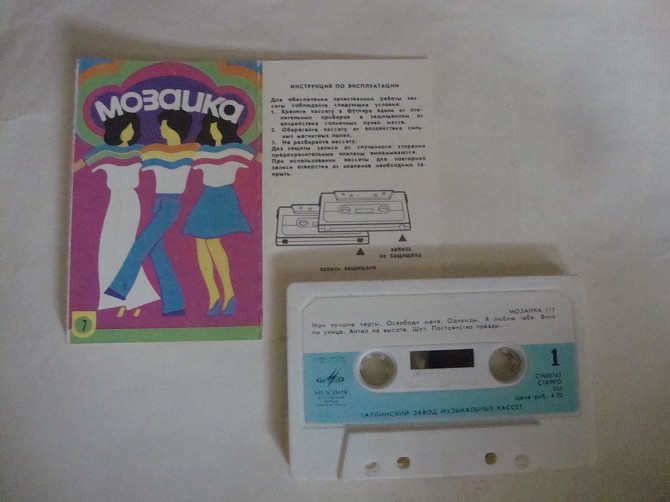 мозаика
7
ИНСТРУКЦИЯ ПО ЭКСПЛУАТАЦИИ
Для обеспечения качественной работы кас-
сеты соблюдайте следующие условия:
1. Храните кассету в футляре вдали от ото-
пительных приборов в защищенном от
воздействия солнечных лучей месте.
2. Оберегайте кассету от воздействия силь-
ных магнитных полей.
3. Не разбирайте кассету.
Для защиты записи от случайного стирания
предохранительные клапаны выламываются.
При использовании кассеты для повторной
записи отверстия от клапанов необходимо за-
крыть.
запись
не защищена
запись защищена
МОЗАИКА (7)
Мои лучшие черты. Освободи меня. Однажды. Я люблю тебя. Вниз
по улице. Ангел на высоте. Шут. Постоянство правды.
1
СТЕРЕО
Цена руб. 4-70
МЕЛОДИЯ
ТАЛЛИНСКИЙ ЗАВОД МУЗЫКАЛЬНЫХ КАССЕТ